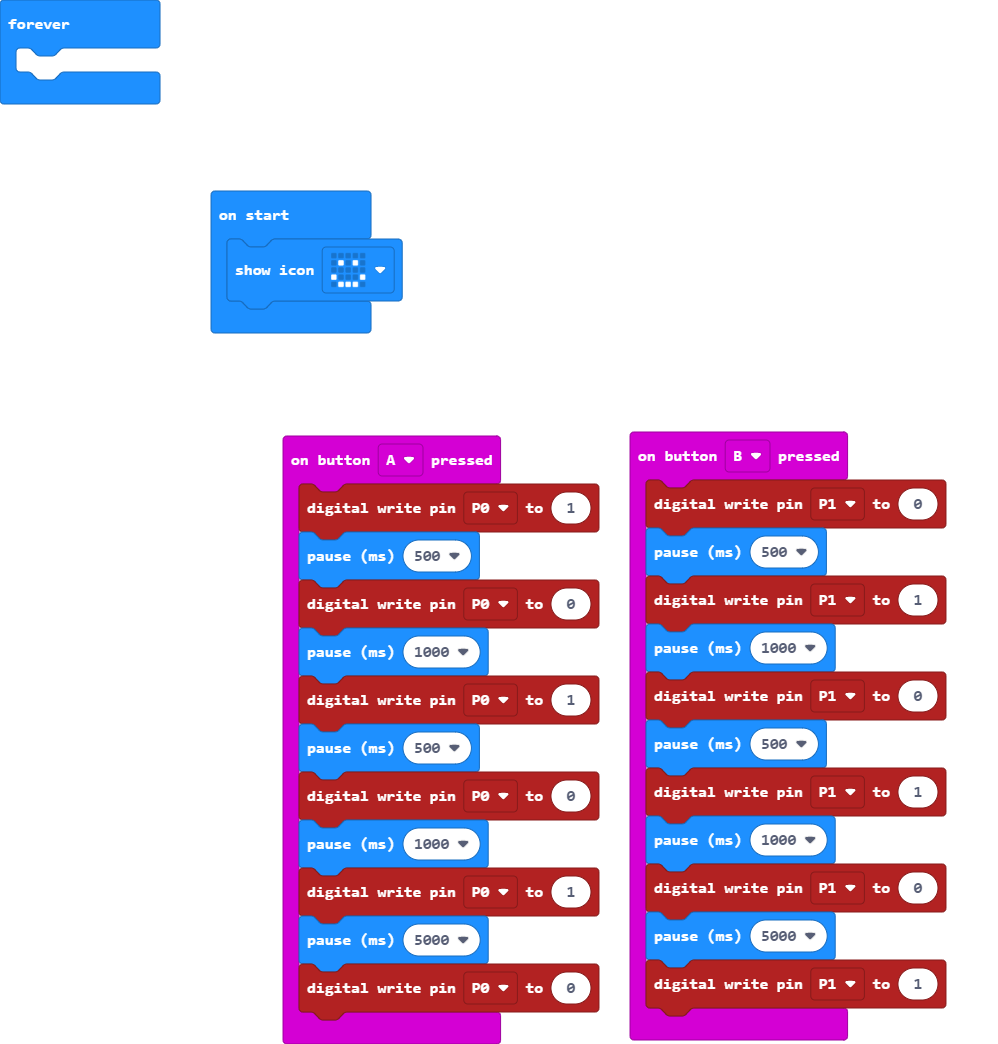 forever
on start
show icon
on button A pressed
digital write pin P0 to 1
pause (ms) 500
digital write pin P0 to 0
pause (ms) 1000
digital write pin P0 to 1
pause (ms) 500
digital write pin P0 to 0
pause (ms) 1000
digital write pin P0 to 1
pause (ms) 5000
digital write pin P0 to 0
on button B pressed
digital write pin P1 to 0
pause (ms) 500
digital write pin P1 to 1
pause (ms) 1000
digital write pin P1 to 0
pause (ms) 500
digital write pin P1 to 1
pause (ms) 1000
digital write pin P1 to 0
pause (ms) 5000
digital write pin P1 to 1